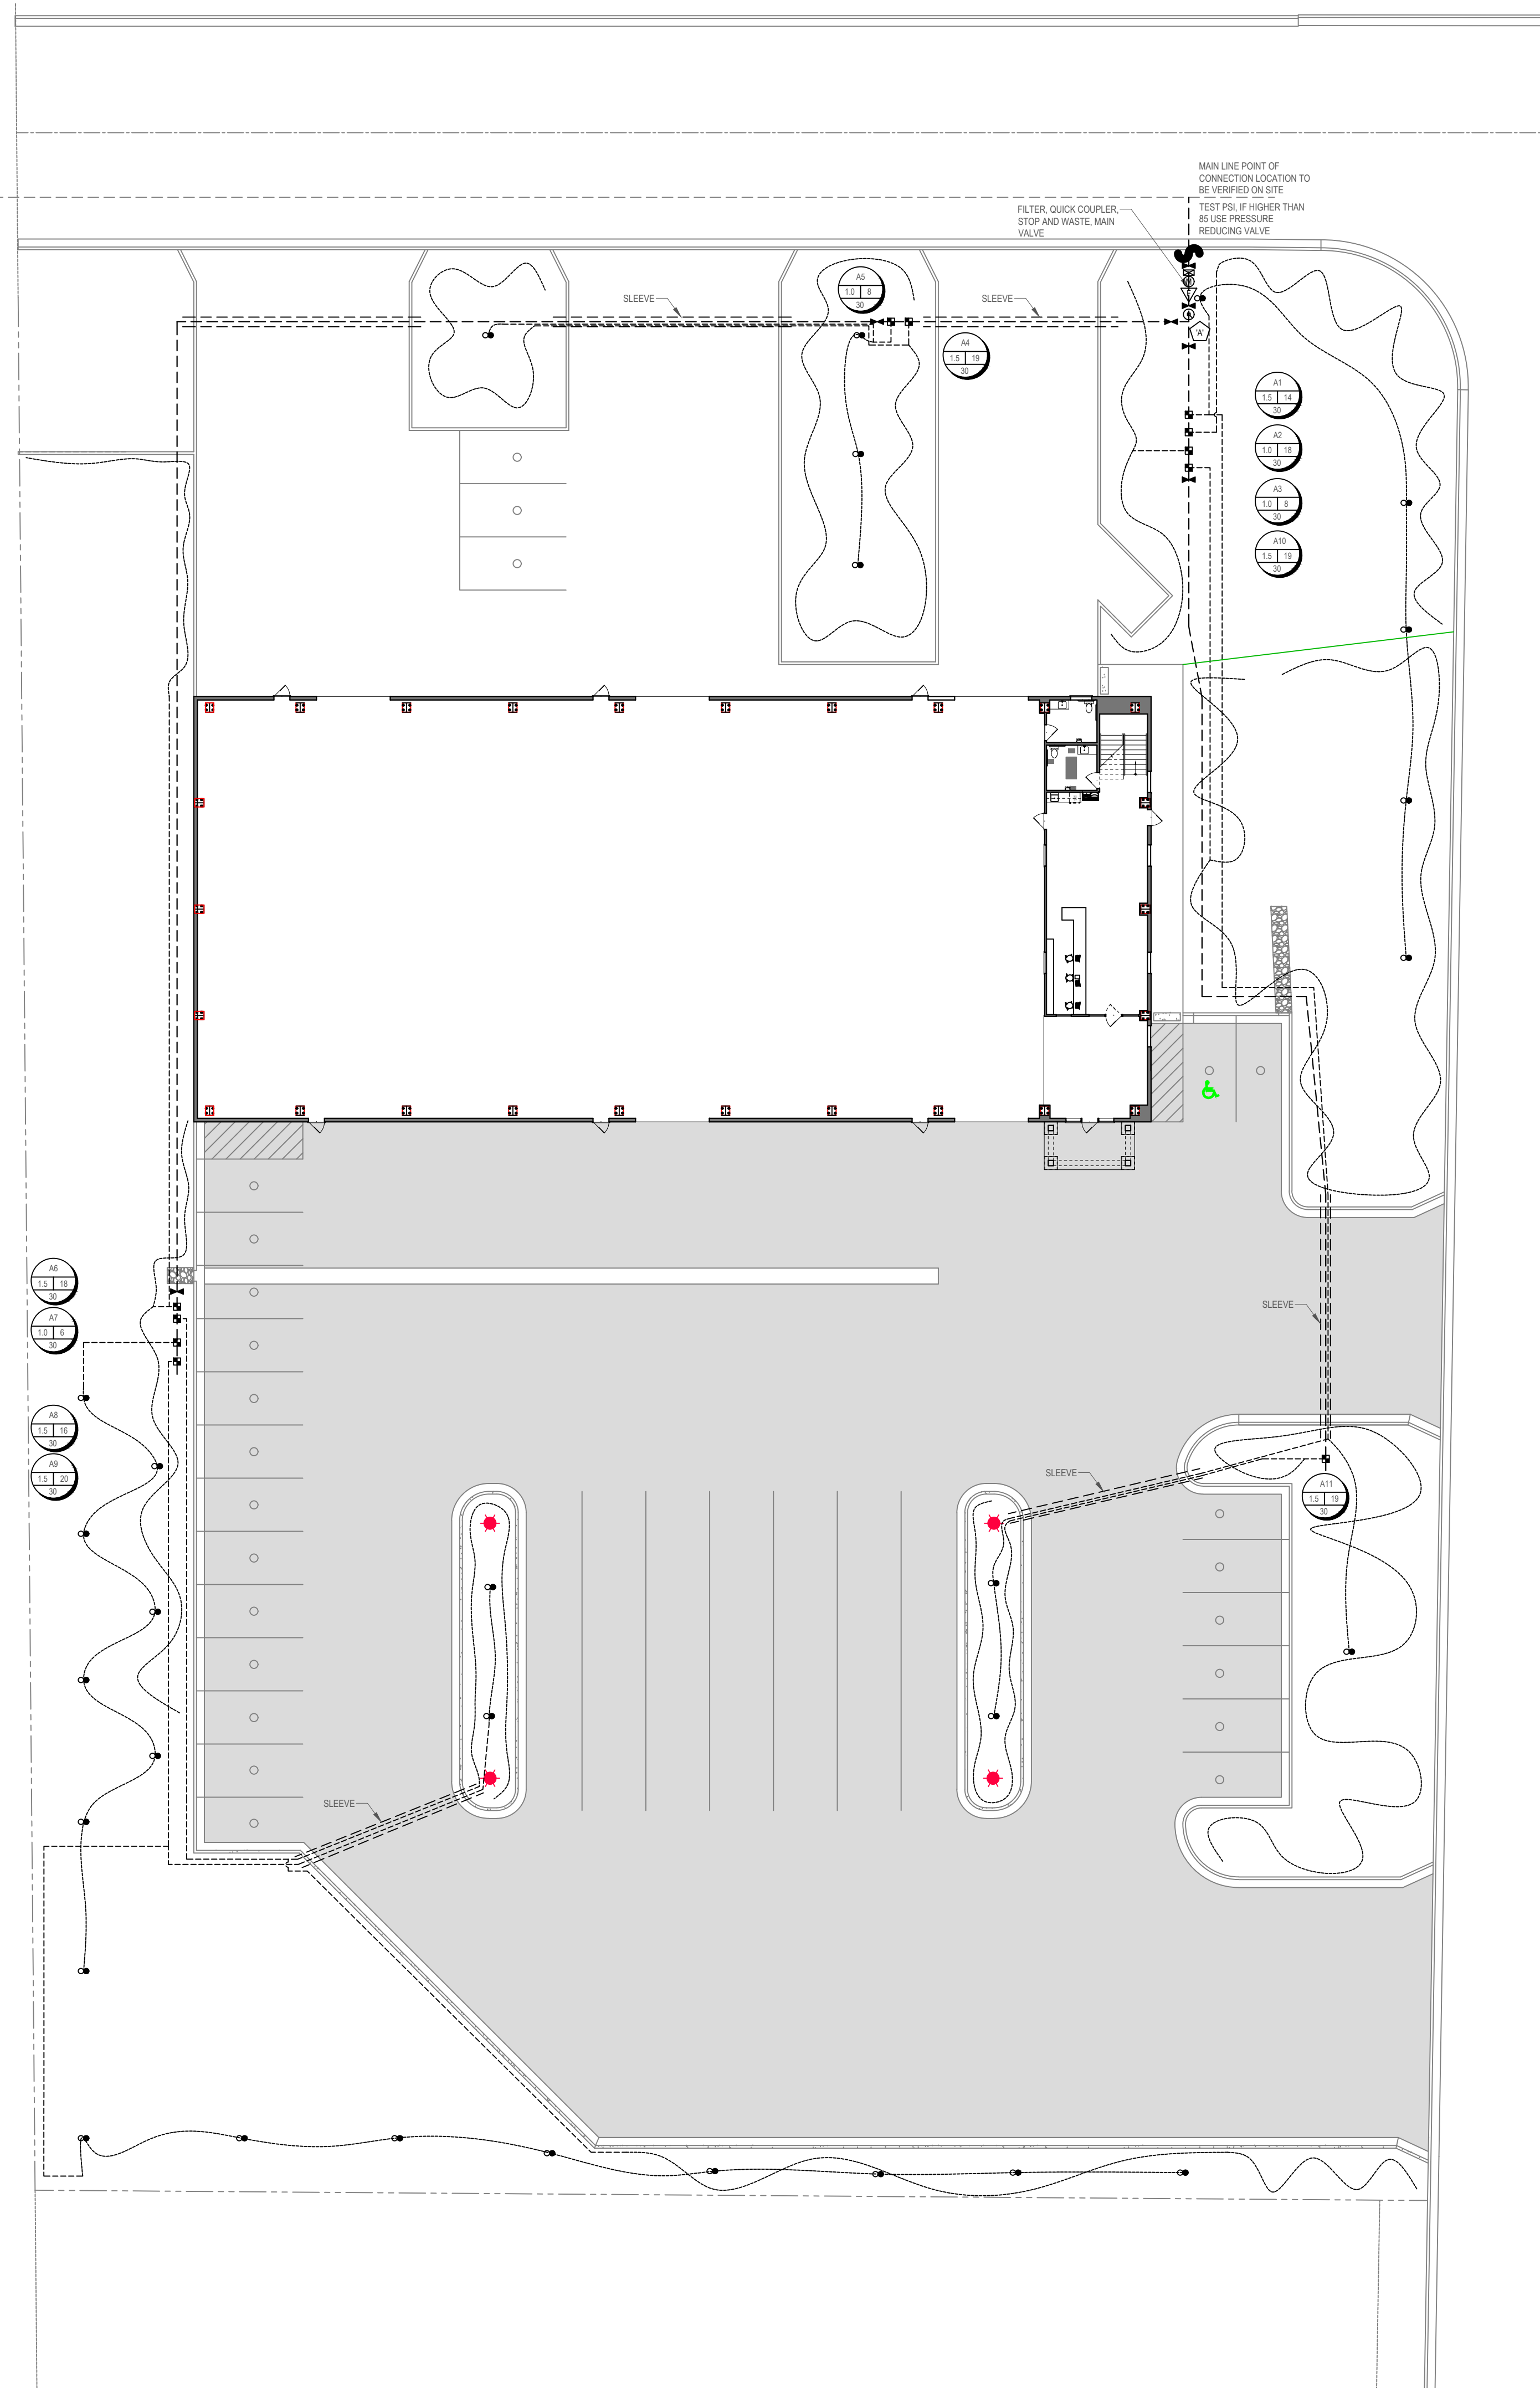 MAIN LINE POINT OF
CONNECTION LOCATION TO
BE VERIFIED ON SITE
TEST PSI, IF HIGHER THAN
85 USE PRESSURE
REDUCING VALVE
FILTER, QUICK COUPLER,
STOP AND WASTE, MAIN
VALVE
SLEEVE
A5
1.0 8
30
SLEEVE
'A'
A4
1.5 19
30
A1
1.5 14
30
A2
1.0 18
30
A3
1.0 8
30
A10
1.5 19
30
A6
1.5 18
30
A7
1.0 6
30
SLEEVE
A8
1.5 16
30
A9
1.5 20
30
SLEEVE
A11
1.5 19
30
SLEEVE